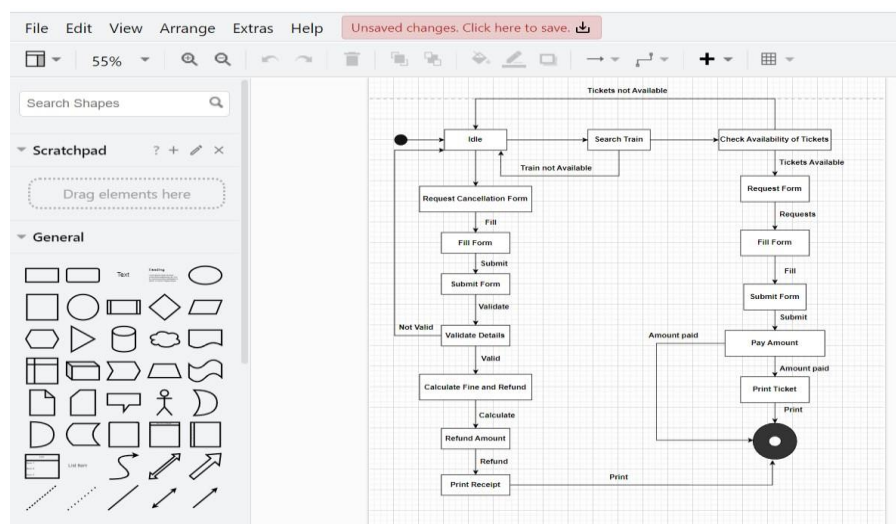 File Edit View Arrange Extras Help Unsaved changes. Click here to save.
55%
Search Shapes
Scratchpad ? +
Drag elements here
General
Text
Heading
List Item
Tickets not Available
Idle
Search Train
Check Availability of Tickets
Train not Available
Tickets Available
Request Cancellation Form
Request Form
Fill
Requests
Fill Form
Fill Form
Submit
Fill
Submit Form
Submit Form
Validate
Submit
Not Valid
Validate Details
Amount paid
Pay Amount
Valid
Amount paid
Calculate Fine and Refund
Print Ticket
Calculate
Print
Refund Amount
Refund
Print Receipt
Print